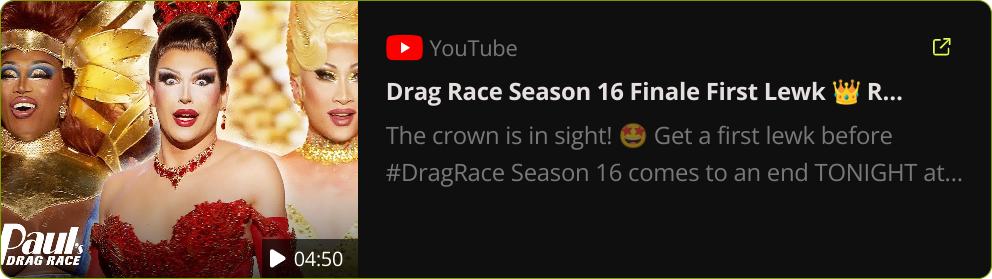 YouTube
Drag Race Season 16 Finale First Lewk 👑 R...
The crown is in sight! 🤩 Get a first lewk before
#DragRace Season 16 comes to an end TONIGHT at...
Paul's
DRAG RACE
04:50